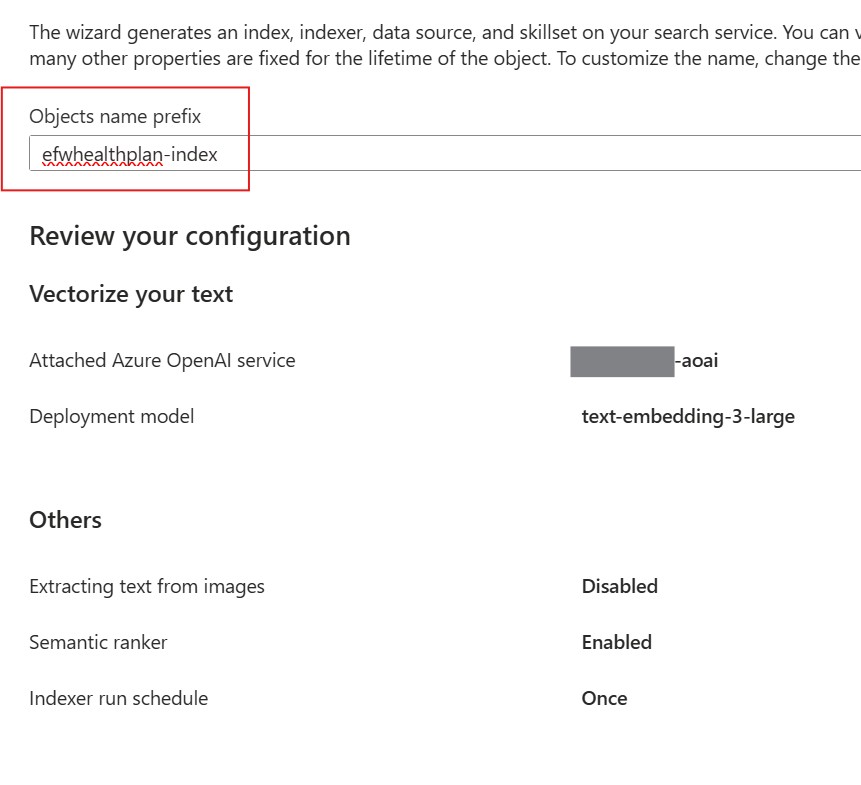 The wizard generates an index, indexer, data source, and skillset on your search service. You can
many other properties are fixed for the lifetime of the object. To customize the name, change the
Objects name prefix
efwhealthplan-index
Review your configuration
Vectorize your text
Attached Azure OpenAI service -aoai
Deployment model text-embedding-3-large
Others
Extracting text from images Disabled
Semantic ranker Enabled
Indexer run schedule Once